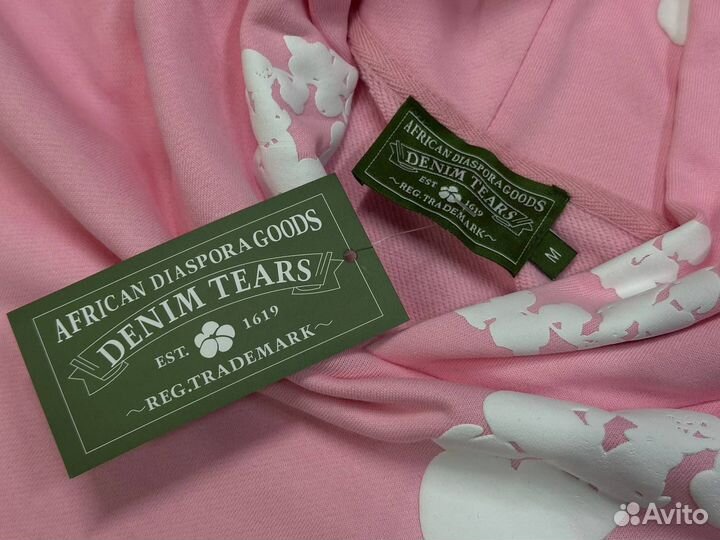 AFRICAN DIASPORA GOODS
DENIM TEARS
EST. 1619
~REG.TRADEMARK~
AFRICAN DIASPORA GOODS
DENIM TEARS
EST 1619
~REG.TRADEMARK~
M
Avito